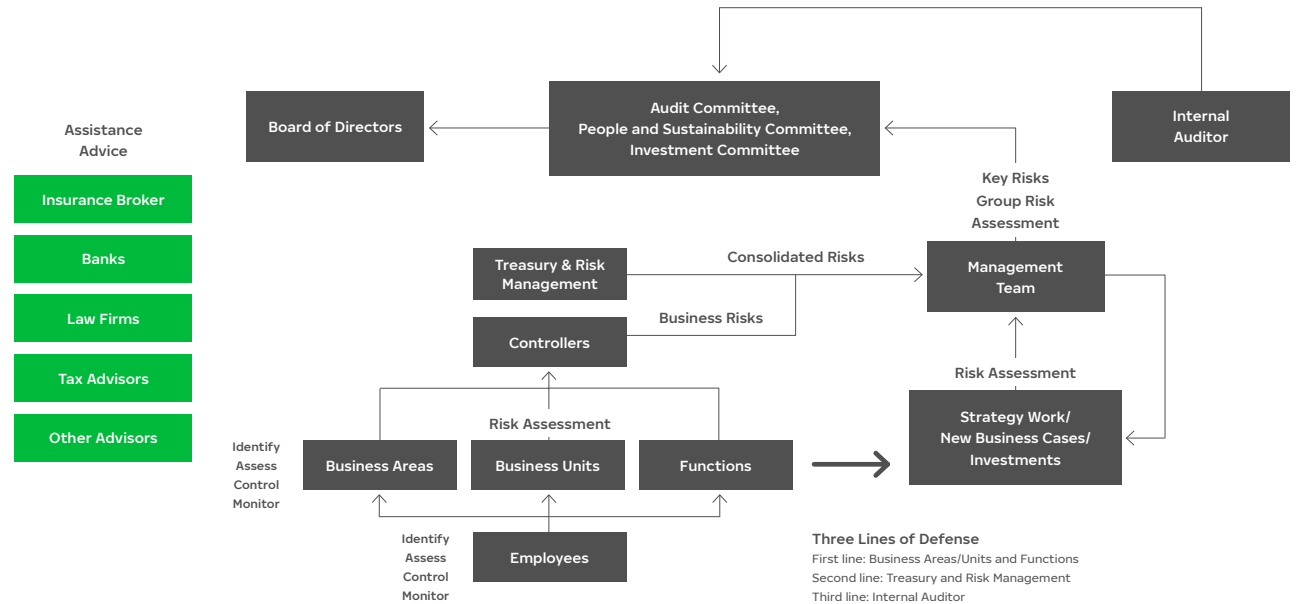 Assistance
Advice
Insurance Broker
Banks
Law Firms
Tax Advisors
Other Advisors
Board of Directors
Audit Committee,
People and Sustainability Committee,
Investment Committee
Internal
Auditor
Key Risks
Group Risk
Assessment
Treasury & Risk
Management
Consolidated Risks
Management
Team
Business Risks
Controllers
Risk Assessment
Risk Assessment
Strategy Work/
New Business Cases/
Investments
Identify
Assess
Control
Monitor
Business Areas
Business Units
Functions
Identify
Assess
Control
Monitor
Employees
Three Lines of Defense
First line: Business Areas/Units and Functions
Second line: Treasury and Risk Management
Third line: Internal Auditor